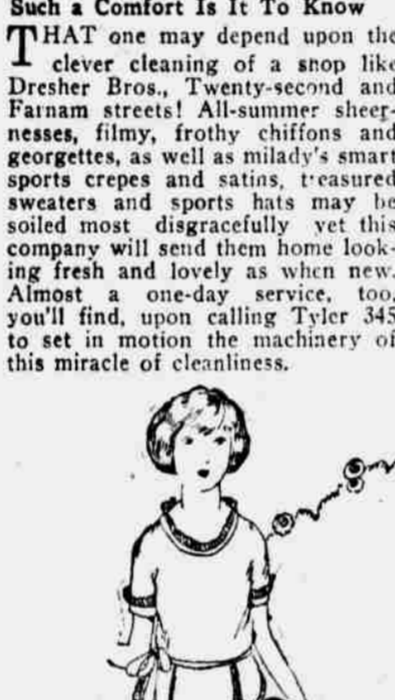 Such a Comfort Is It To Know
THAT one may depend upon the
clever cleaning of a shop like
Dresher Bros., Twenty-second and
Farnam streets! All-summer sheer-
nesses, filmy, frothy chiffons and
georgettes, as well as milady's smart
sports crepes and satins, treasured
sweaters and sports hats may be
soiled most disgracefully yet this
company will send them home look-
ing fresh and lovely as when new.
Almost a one-day service, too,
you'll find, upon calling Tyler 345
to set in motion the machinery of
this miracle of cleanliness.